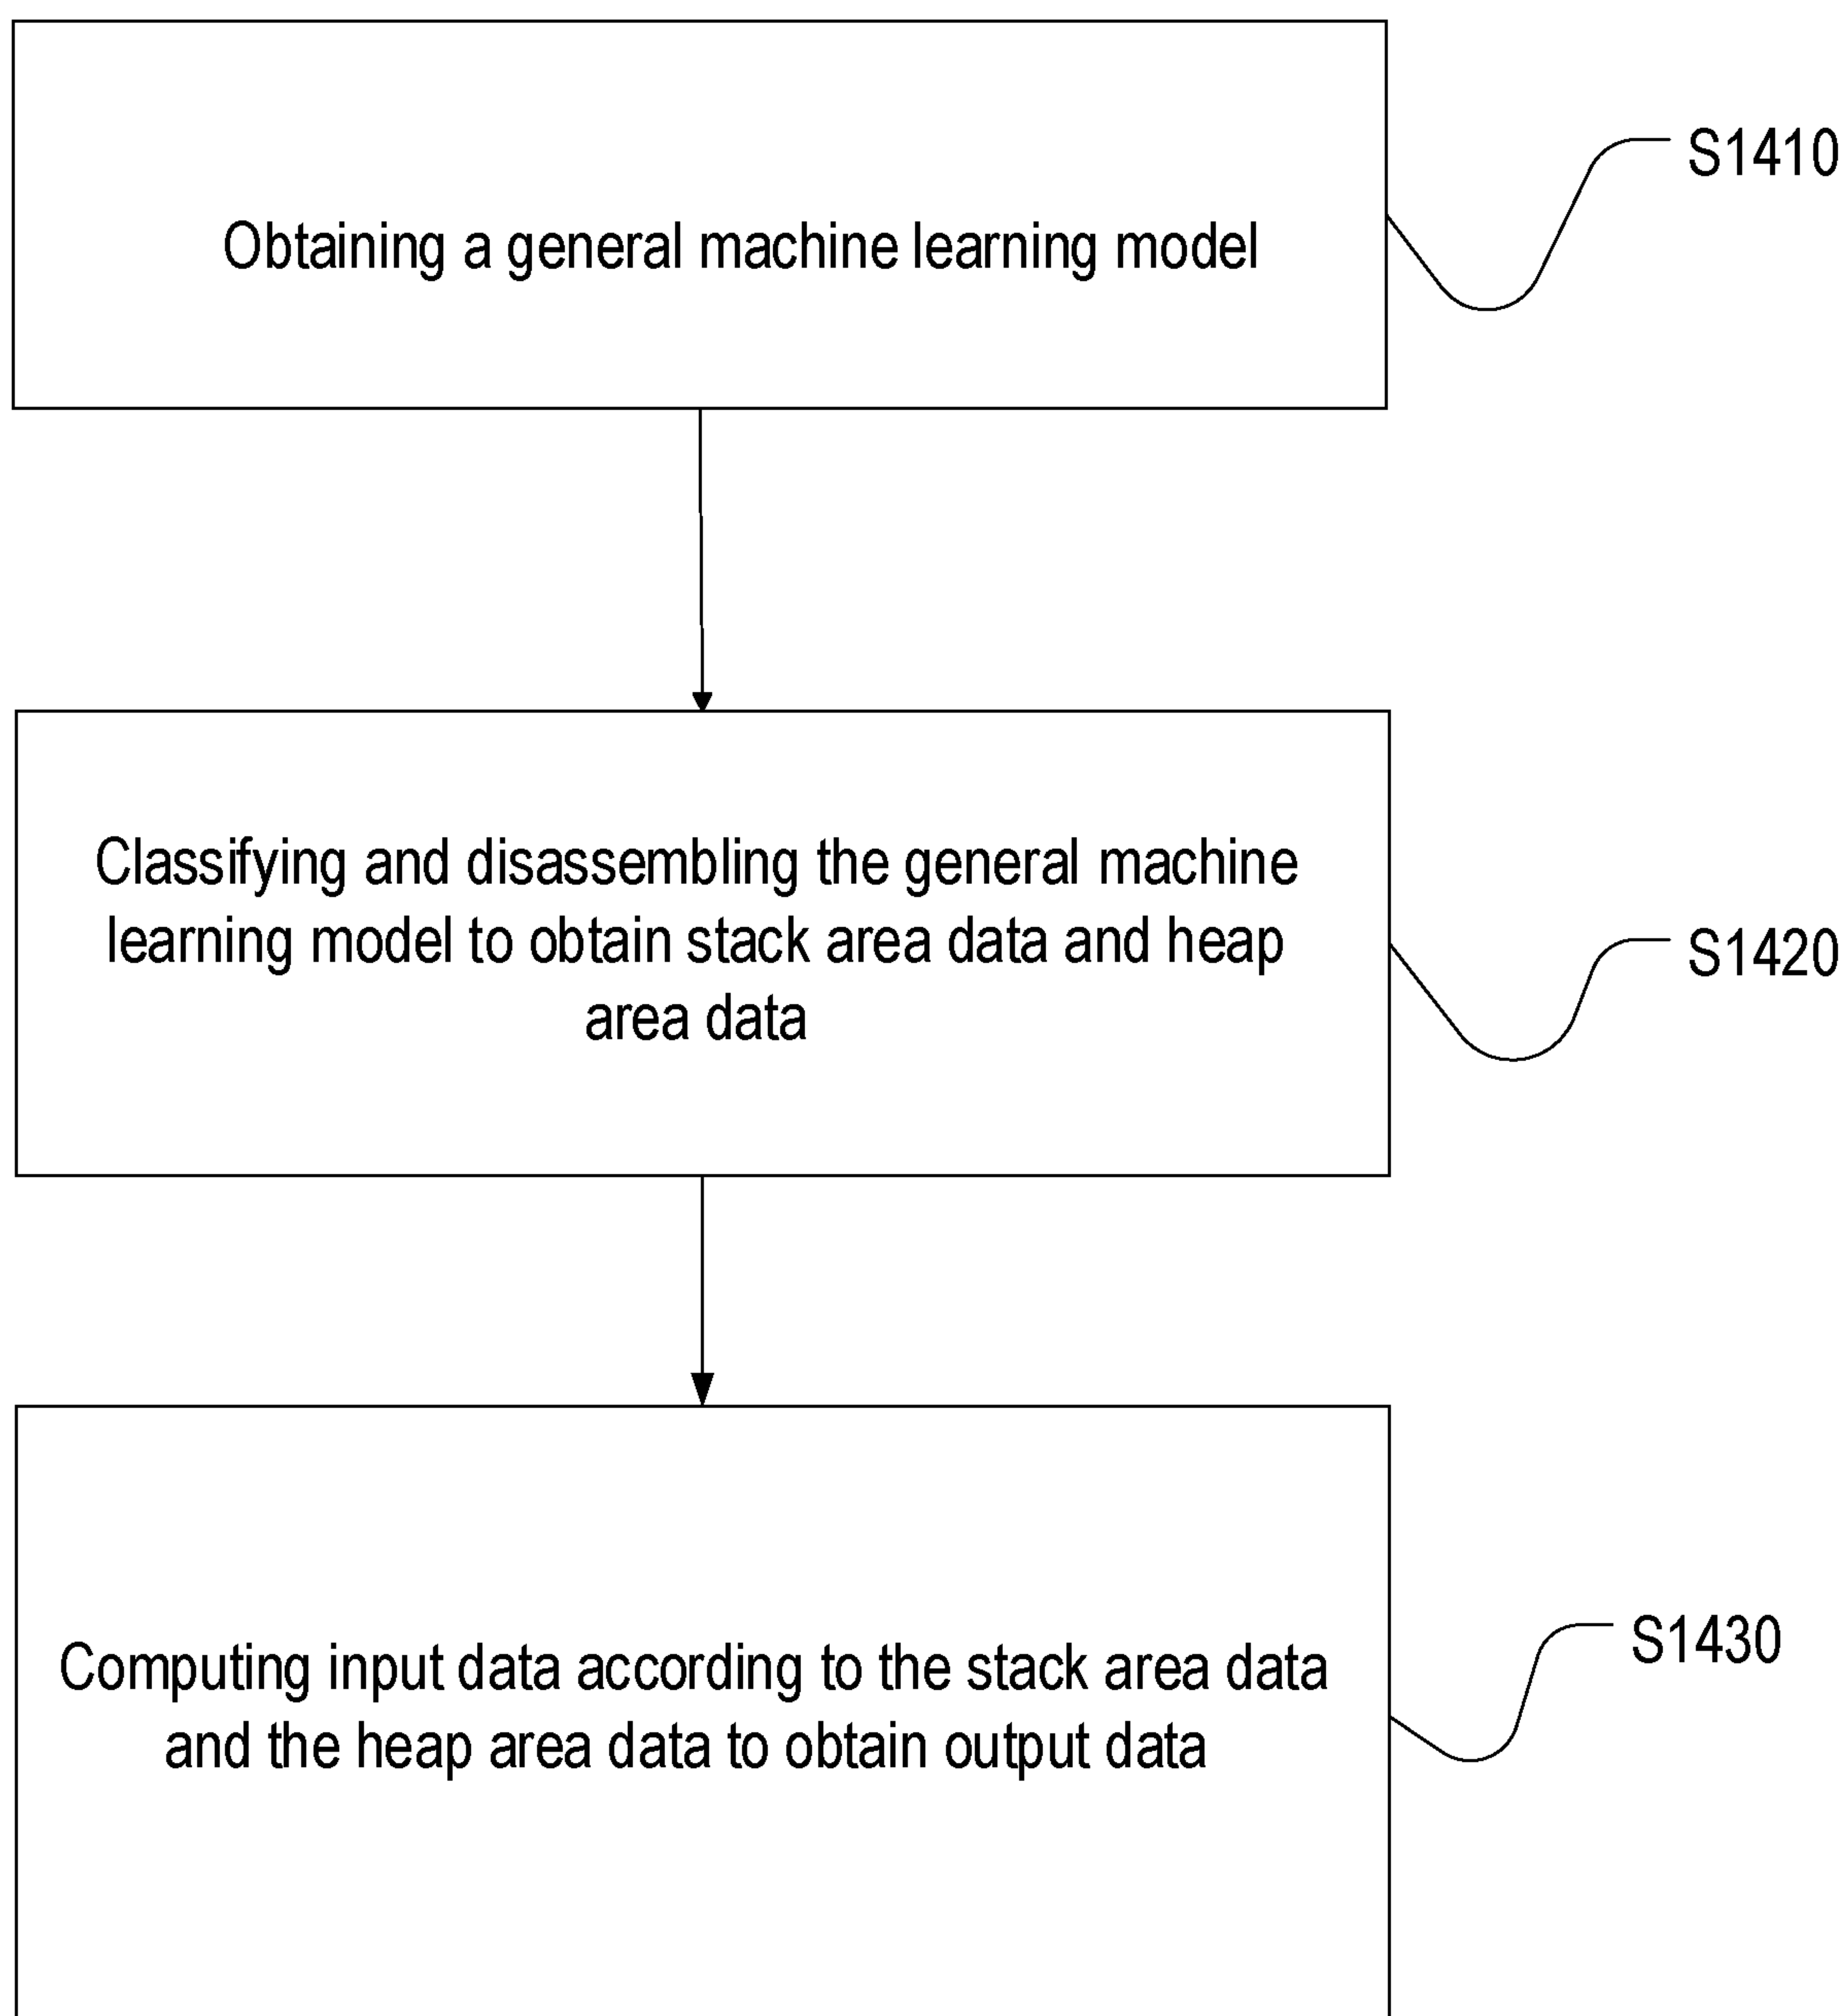 Obtaining a general machine learning model
S1410
Classifying and disassembling the general machine
learning model to obtain stack area data and heap
area data
S1420
Computing input data according to the stack area data
and the heap area data to obtain output data
S1430